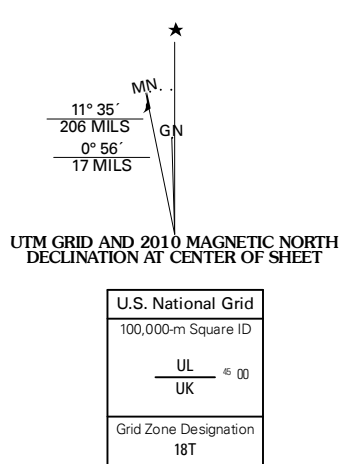 ★
MN
GN
11° 35´
206 MILS
0° 56´
17 MILS
UTM GRID AND 2010 MAGNETIC NORTH
DECLINATION AT CENTER OF SHEET
U.S. National Grid
100,000-m Square ID
UL
45 00
UK
Grid Zone Designation
18T